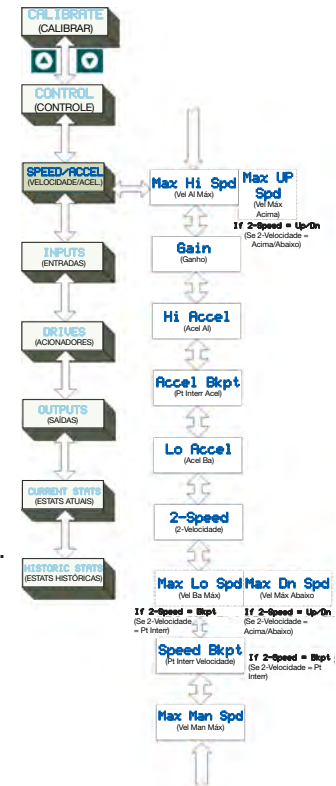 CALIBRATE
(CALIBRAR)
CONTROL
(CONTROLE)
SPEED/ACCEL
(VELOCIDADE/ACEL)
INPUTS
(ENTRADAS)
DRIVES
(ACIONADORES)
OUTPUTS
(SAÍDAS)
CURRENT STATS
(ESTATS ATUAIS)
HISTORIC STATS
(ESTATS HISTÓRICAS)
Max Hi Spd
(Vel Al Máx)
Max UP
Spd
(Vel Máx
Acima)
If 2-Speed = Up/Dn
(Se 2-Velocidade =
Acima/Abaixo)
Gain
(Ganho)
Hi Accel
(Acel Al)
Accel Bkpt
(Pt Interr Acel)
Lo Accel
(Acel Ba)
2-Speed
(2-Velocidade)
Max Lo Spd
(Vel Ba Máx)
If 2-Speed = Bkpt
(Se 2-Velocidade
= Pt Interr)
Max Dn Spd
(Vel Máx Abaixo
If 2-Speed = Up/Dn
(Se 2-Velocidade =
Acima/Abaixo)
Speed Bkpt
(Pt Interr Velocidade)
If 2-Speed = Bkpt
(Se 2-Velocidade = Pt
Interr)
Max Man Spd
(Vel Man Máx)